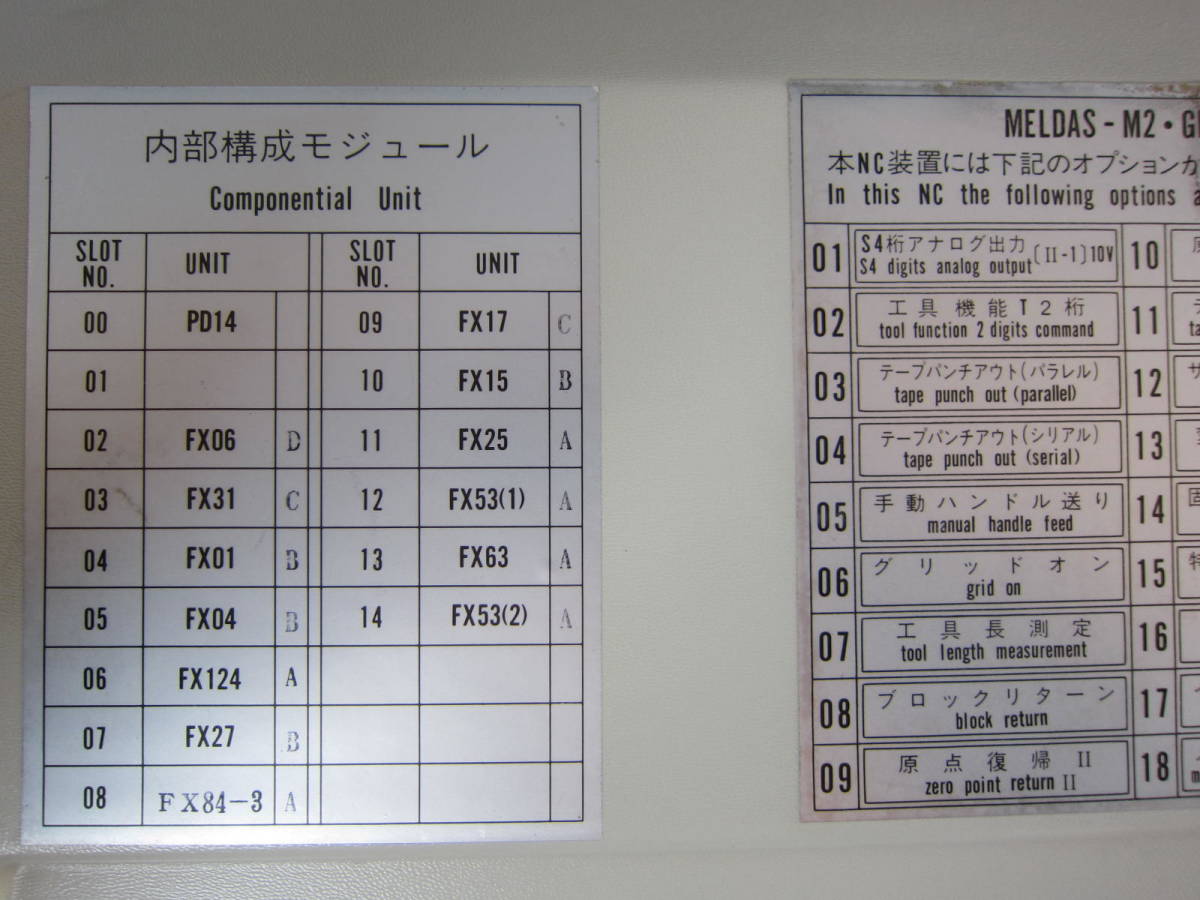 内部構成モジュール
Componential Unit
SLOT NO. UNIT SLOT NO. UNIT
00 PD14 09 FX17 C
01 10 FX15 B
02 FX06 D 11 FX25 A
03 FX31 C 12 FX53(1) A
04 FX01 B 13 FX63 A
05 FX04 B 14 FX53(2) A
06 FX124 A
07 FX27 B
08 FX84-3 A
MELDAS-M2・
本NC装置には下記のオプションが
In this NC the following options
01 S4桁アナログ出力 [II-1] 10V 10
S4 digits analog output
02 工具機能T2桁 11
tool function 2 digits command
03 テープパンチアウト(パラレル) 12
tape punch out (parallel)
04 テープパンチアウト(シリアル) 13
tape punch out (serial)
05 手動ハンドル送り 14
manual handle feed
06 グリッドオン 15
grid on
07 工具長測定 16
tool length measurement
08 ブロックリターン 17
block return
09 原点復帰 II 18
zero point return II